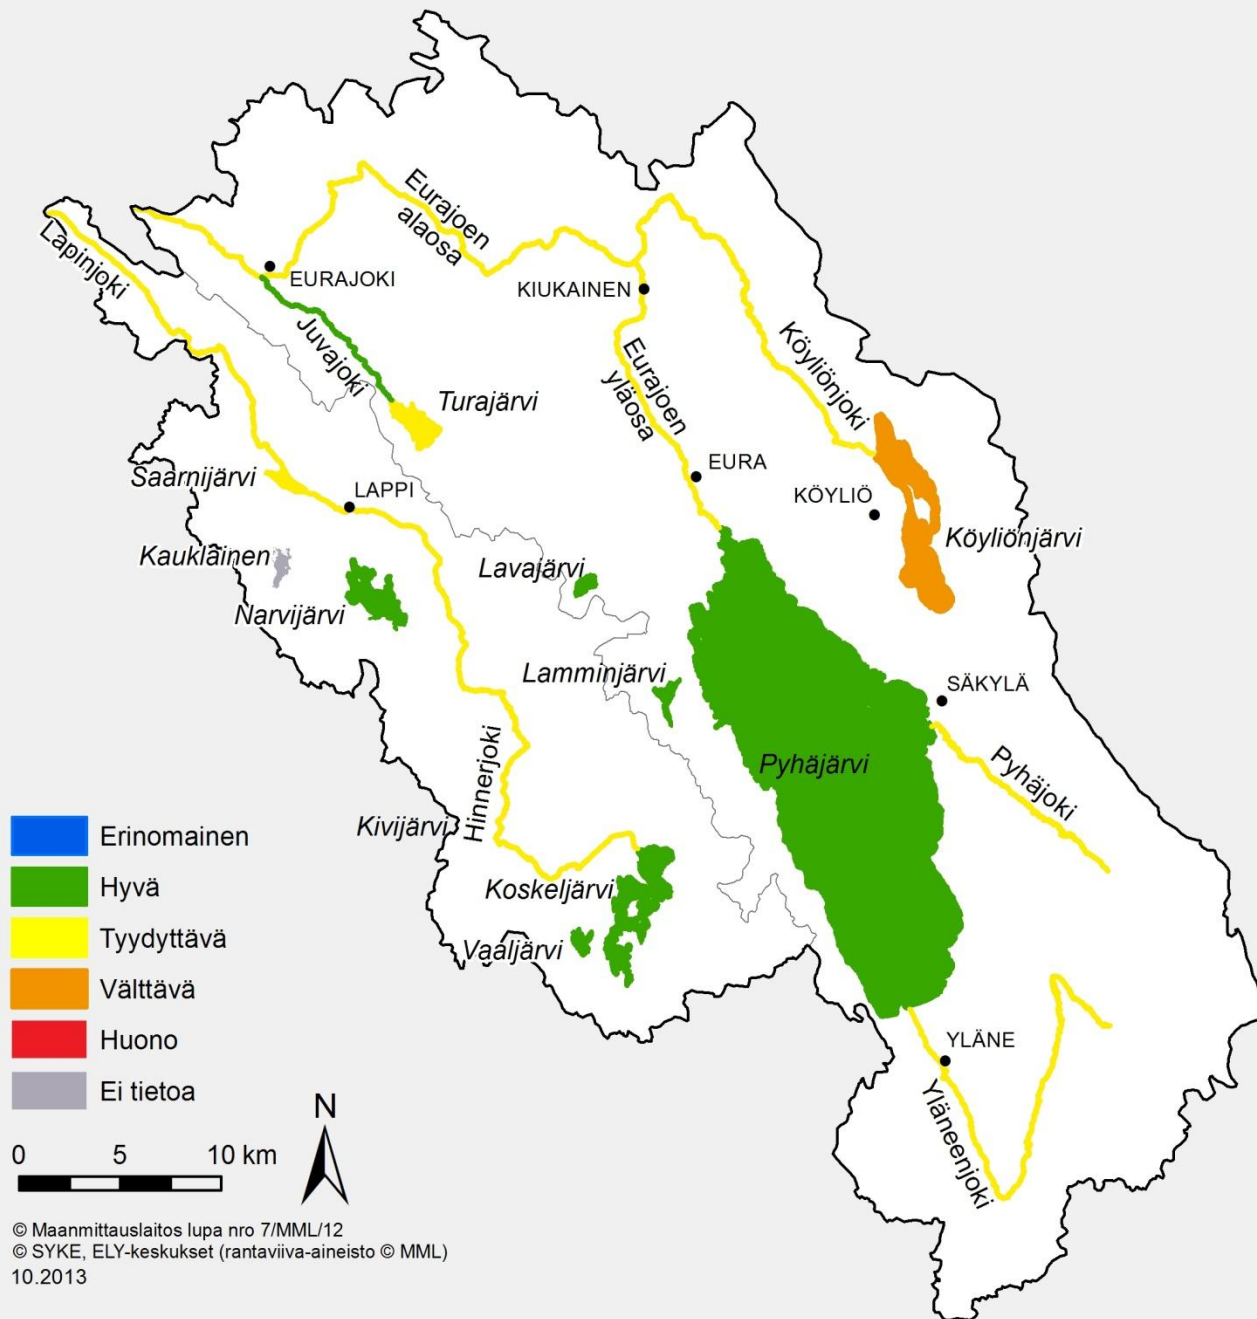 Lapinjoki
EURAJOKI
Eurajoen
alaosa
KIUKAINEN
Juvajoki
Turajärvi
Eurajoen
yläosa
Köyliönjoki
Saarnijärvi
LAPPI
EURA
KÖYLIÖ
Köyliönjärvi
Kaukläinen
Narvijärvi
Lavajärvi
Lamminjärvi
SÄKYLÄ
Pyhäjärvi
Pyhäjoki
Hinnerjoki
Kivijärvi
Koskeljärvi
Vaaljärvi
YLÄNE
Yläneenjoki
Erinomainen
Hyvä
Tyydyttävä
Välttävä
Huono
Ei tietoa
N
0 5 10 km
© Maanmittauslaitos lupa nro 7/MML/12
© SYKE, ELY-keskukset (rantaviiva-aineisto © MML)
10.2013